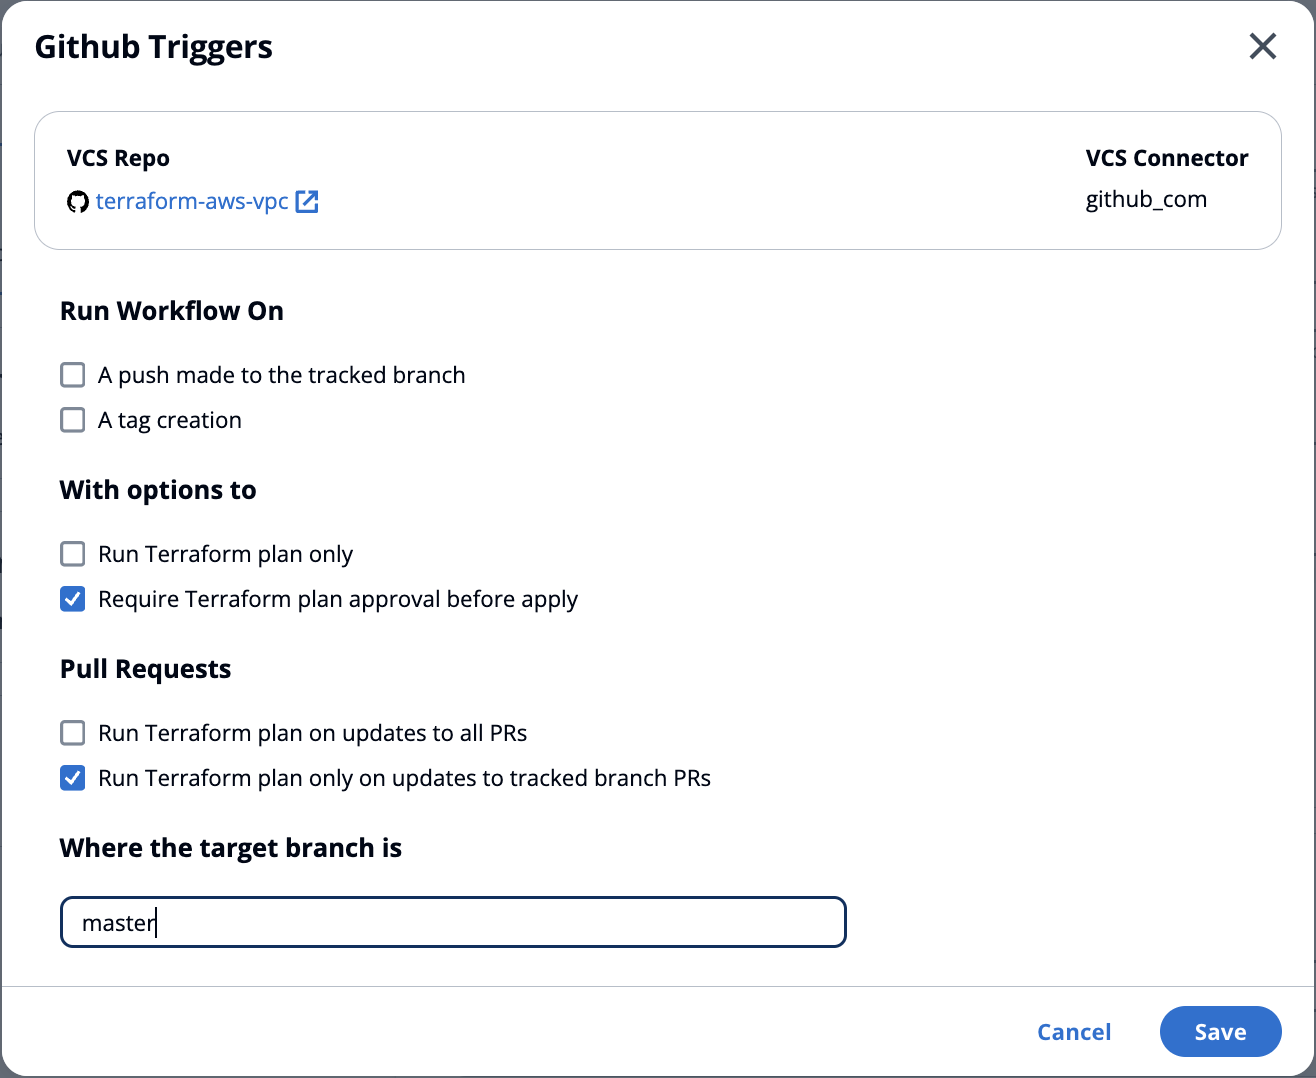 Github Triggers
VCS Repo
VCS Connector
terraform-aws-vpc
github_com
Run Workflow On
A push made to the tracked branch
A tag creation
With options to
Run Terraform plan only
Require Terraform plan approval before apply
Pull Requests
Run Terraform plan on updates to all PRs
Run Terraform plan only on updates to tracked branch PRs
Where the target branch is
master
Cancel
Save